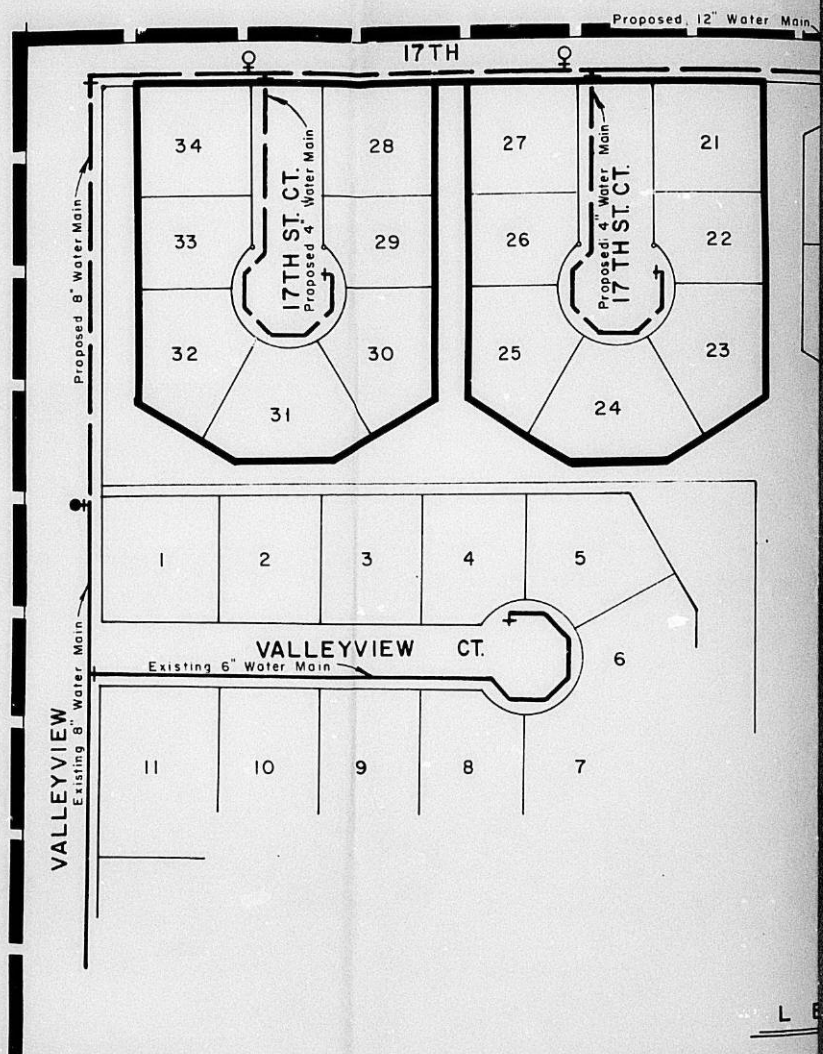 Proposed 12" Water Main
17TH
34
28
27
21
17TH ST. CT.
Proposed 4" Water Main
Proposed 4" Water Main
17TH ST. CT.
33
29
26
22
Proposed 8" Water Main
32
30
25
23
31
24
1
2
3
4
5
VALLEYVIEW CT.
Existing 6" Water Main
6
VALLEYVIEW
Existing 8" Water Main
11
10
9
8
7
L